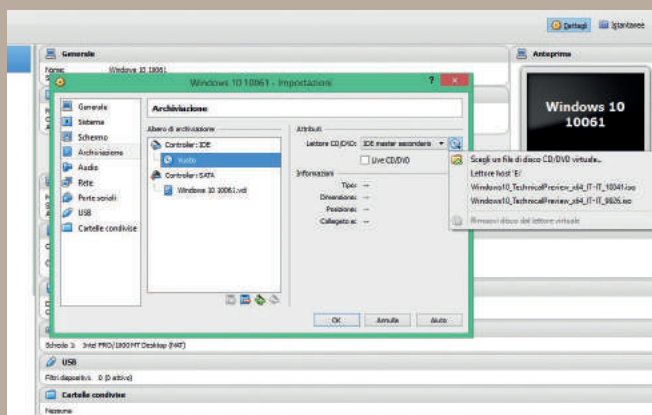 Dettagli
Istantanee
Generale
Nome: Windows 10 10061
Anteprima
Windows 10
10061
Windows 10 10061 - Impostazioni
?
Generale
Sistema
Schermo
Archiviazione
Audio
Rete
Porte seriali
USB
Cartelle condivise
Archiviazione
Albero di archiviazione
Controller: IDE
Vuoto
Controller: SATA
Windows 10 10061.vdi
Attributi
Lettore CD/DVD: IDE master secondario
Live CD/DVD
Informazioni
Tipo: --
Dimensione: --
Posizione: --
Collegato a: --
Scegli un file di disco CD/DVD virtuale...
Lettore host 'E:'
Windows10_TechnicalPreview_x64_IT-IT_10041.iso
Windows10_TechnicalPreview_x64_IT-IT_9926.iso
Rimuovi disco dal lettore virtuale
OK
Annulla
Aiuto
Scheda 1: Intel PRO/1000 MT Desktop (NAT)
USB
Filtri dispositivi: 0 (0 attivo)
Cartelle condivise
Nessuna